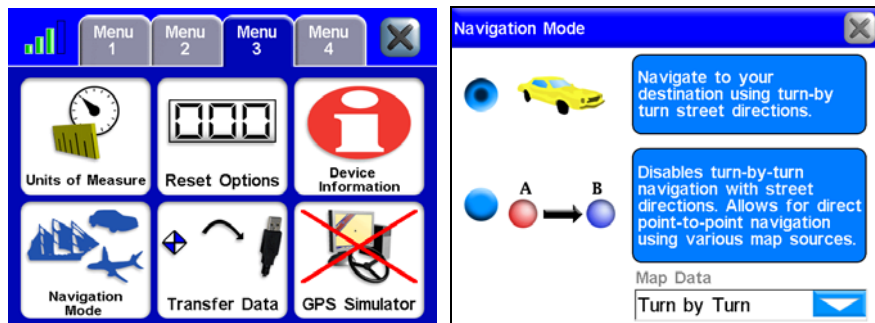 Menu 1
Menu 2
Menu 3
Menu 4
Units of Measure
Reset Options
Device
Information
Navigation
Mode
Transfer Data
GPS Simulator
Navigation Mode
Navigate to your
destination using turn-by
turn street directions.
A
B
Disables turn-by-turn
navigation with street
directions. Allows for direct
point-to-point navigation
using various map sources.
Map Data
Turn by Turn